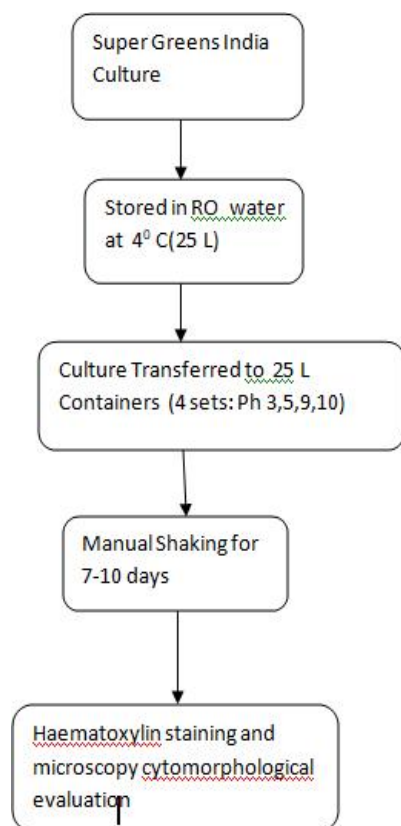 Super Greens India
Culture
Stored in RO water
at 4⁰ C(25 L)
Culture Transferred to 25 L
Containers (4 sets: Ph 3,5,9,10)
Manual Shaking for
7-10 days
Haematoxylin staining and
microscopy cytomorphological
evaluation